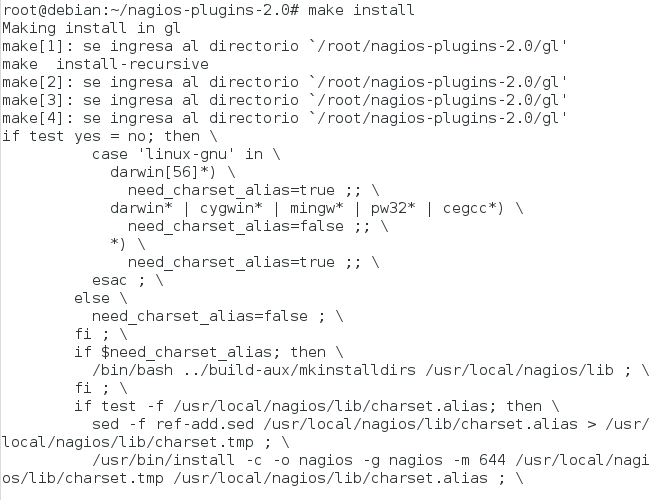 root@debian:~/nagios-plugins-2.0# make install
Making install in gl
make[1]: se ingresa al directorio `/root/nagios-plugins-2.0/gl'
make  install-recursive
make[2]: se ingresa al directorio `/root/nagios-plugins-2.0/gl'
make[3]: se ingresa al directorio `/root/nagios-plugins-2.0/gl'
make[4]: se ingresa al directorio `/root/nagios-plugins-2.0/gl'
if test yes = no; then \
          case 'linux-gnu' in \
            darwin[56]*) \
              need_charset_alias=true ;; \
            darwin* | cygwin* | mingw* | pw32* | cegcc*) \
              need_charset_alias=false ;; \
            *) \
              need_charset_alias=true ;; \
          esac ; \
        else \
          need_charset_alias=false ; \
        fi ; \
        if $need_charset_alias; then \
          /bin/bash ../build-aux/mkinstalldirs /usr/local/nagios/lib ; \
        fi ; \
        if test -f /usr/local/nagios/lib/charset.alias; then \
          sed -f ref-add.sed /usr/local/nagios/lib/charset.alias > /usr/
local/nagios/lib/charset.tmp ; \
          /usr/bin/install -c -o nagios -g nagios -m 644 /usr/local/nagi
os/lib/charset.tmp /usr/local/nagios/lib/charset.alias ; \